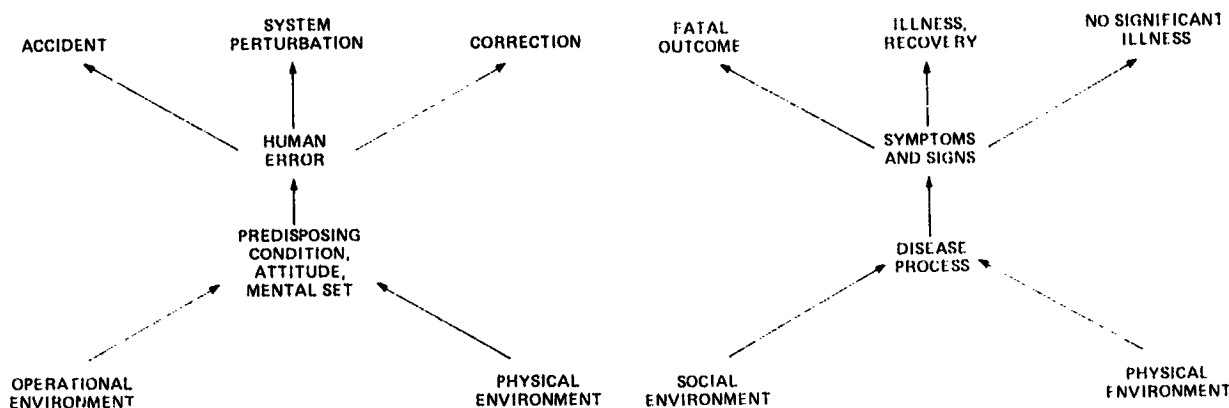 ACCIDENT
SYSTEM
PERTURBATION
CORRECTION
HUMAN
ERROR
PREDISPOSING
CONDITION,
ATTITUDE,
MENTAL SET
OPERATIONAL
ENVIRONMENT
PHYSICAL
ENVIRONMENT
FATAL
OUTCOME
ILLNESS,
RECOVERY
NO SIGNIFICANT
ILLNESS
SYMPTOMS
AND SIGNS
DISEASE
PROCESS
SOCIAL
ENVIRONMENT
PHYSICAL
ENVIRONMENT